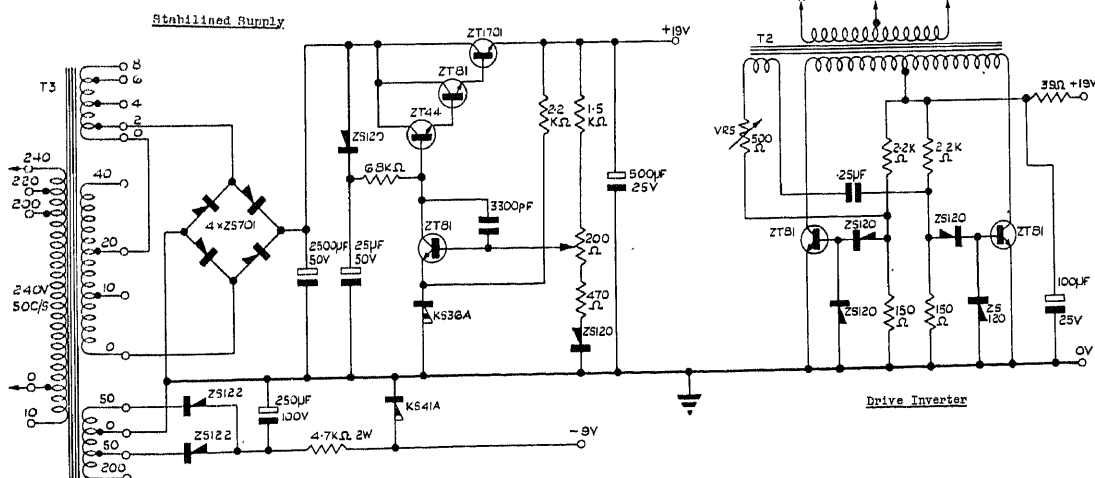 Stabilised Supply
ZT1701
+19V
ZT81
ZT44
T3
8
6
4
2
0
240
220
200
40
20
10
0
240V
50C/S
0
10
4 x ZS701
2500µF
50V
ZS120
25µF
50V
68KΩ
3300pF
ZT81
KS36A
2·2
KΩ
1·5
KΩ
200
Ω
470
Ω
ZS120
500µF
25V
50
0
50
200
ZS122
ZS122
250µF
100V
4·7KΩ 2W
KS41A
-9V
T2
VR5
500
Ω
·25µF
2·2K
Ω
2·2K
Ω
39Ω
+19V
ZT81
ZS120
ZS120
ZT81
ZS120
150
Ω
150
Ω
ZS
120
100µF
25V
0V
Drive Inverter